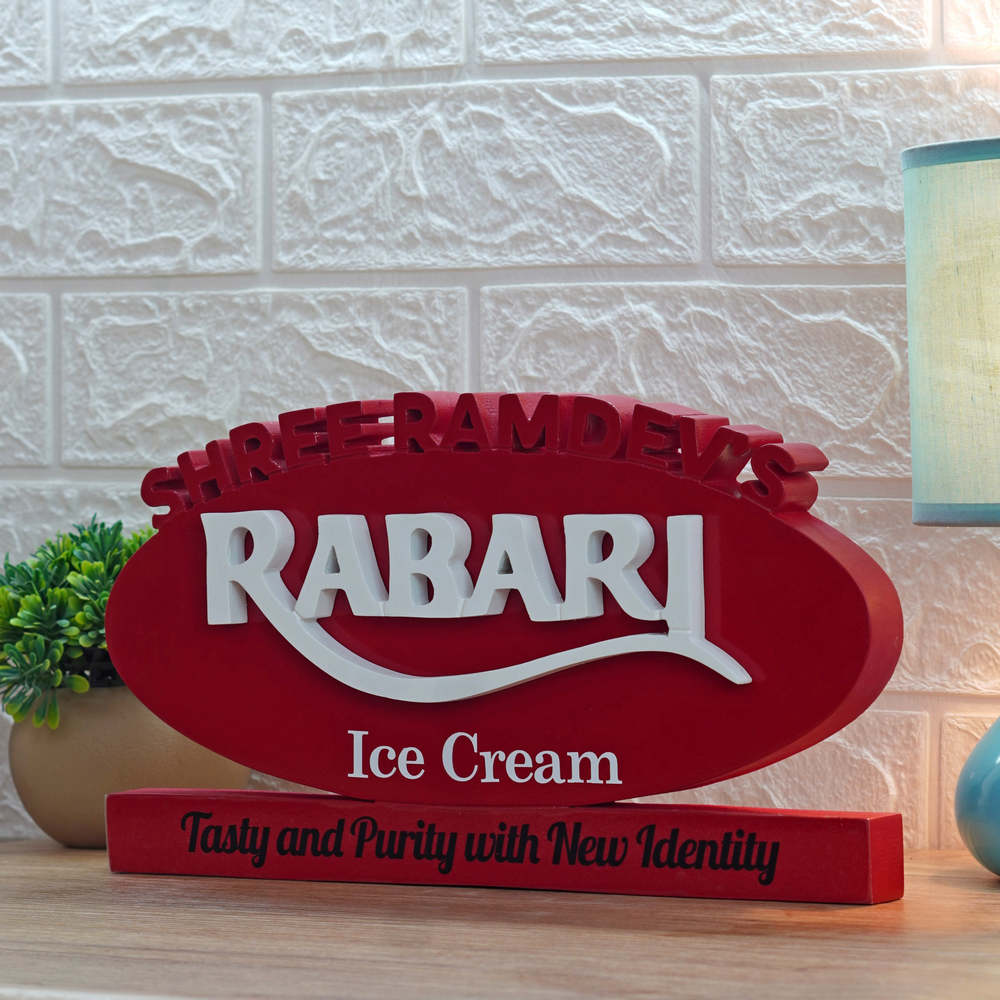 SHREE RAMDEV'S
RABARI
Ice Cream
Tasty and Purity with New Identity